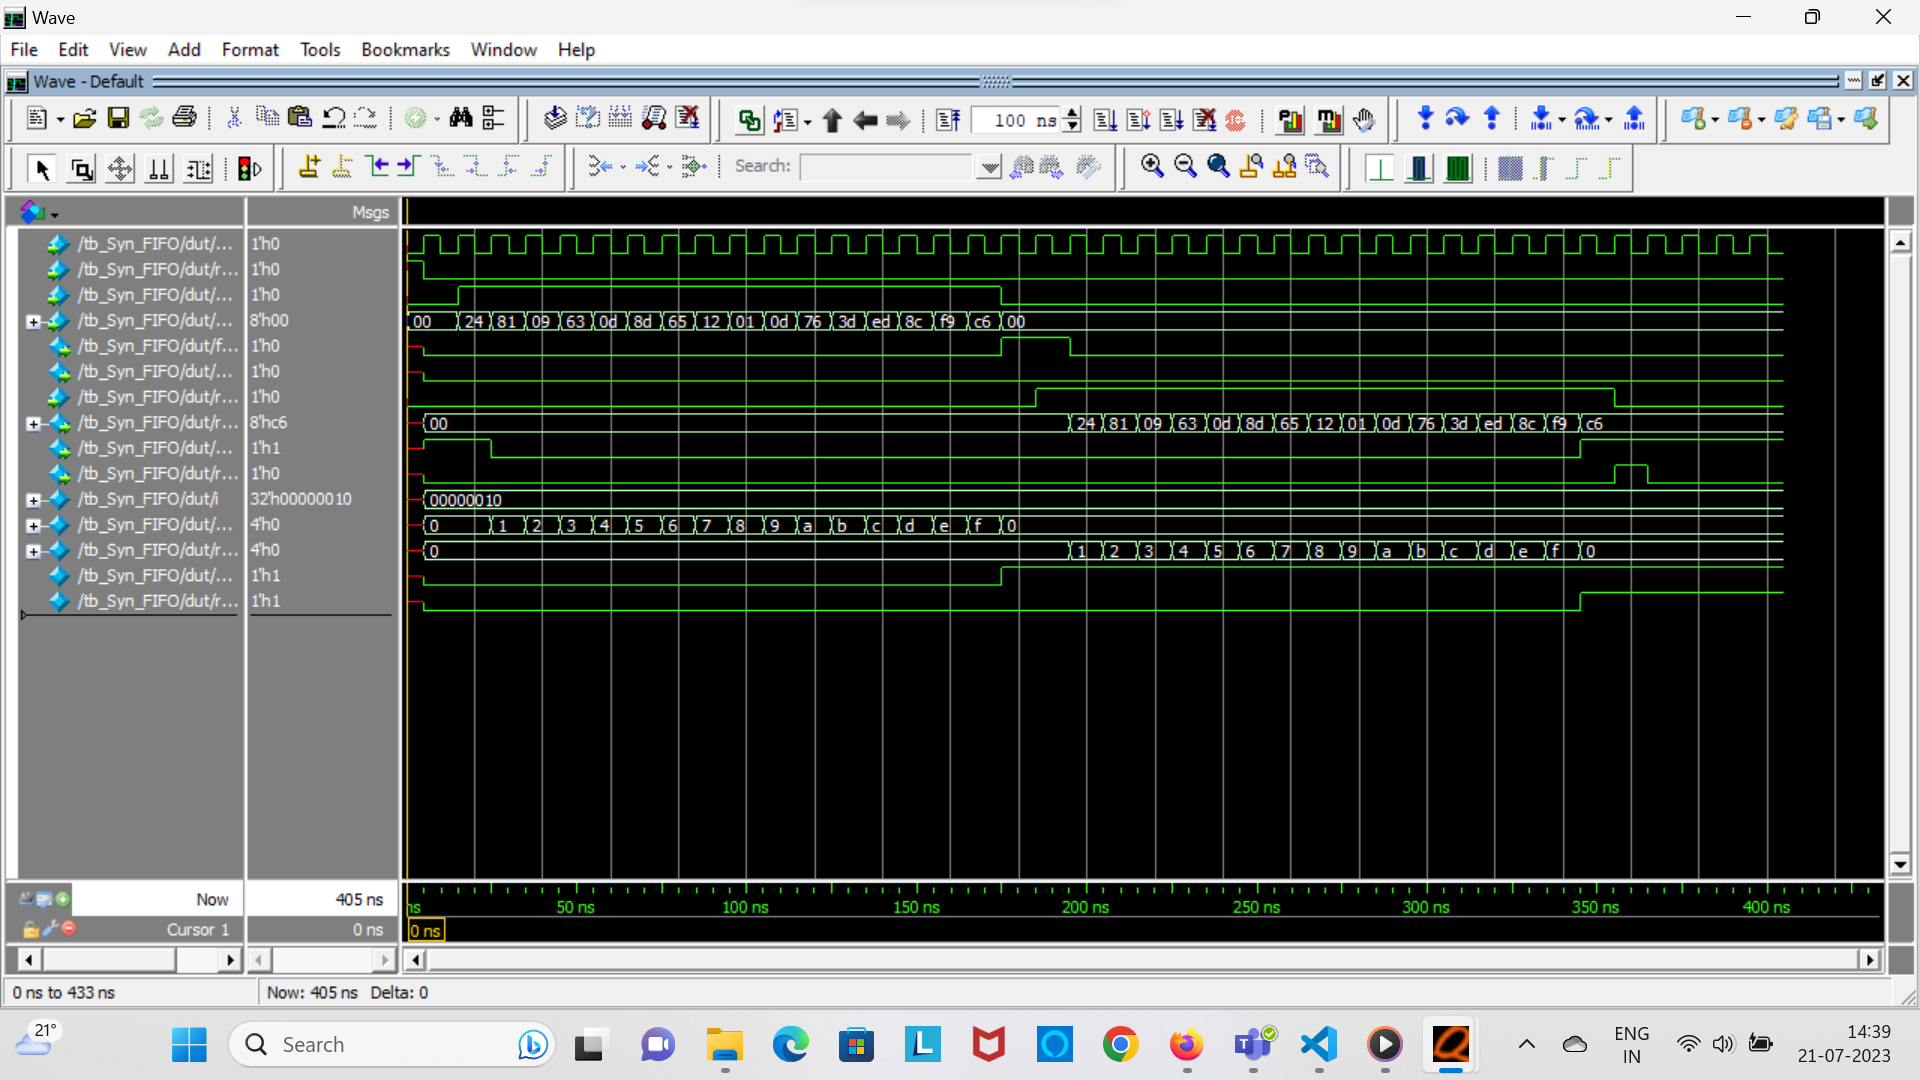 Wave
File Edit View Add Format Tools Bookmarks Window Help
Wave - Default
100 ns
Search:
Msgs
/tb_Syn_FIFO/dut/... 1'h0
/tb_Syn_FIFO/dut/r... 1'h0
/tb_Syn_FIFO/dut/... 1'h0
/tb_Syn_FIFO/dut/... 8'h00 00 24 81 09 63 0d 8d 65 12 01 0d 76 3d ed 8c f9 c6 00
/tb_Syn_FIFO/dut/f... 1'h0
/tb_Syn_FIFO/dut/... 1'h0
/tb_Syn_FIFO/dut/... 1'h0
/tb_Syn_FIFO/dut/r... 8'hc6 00 24 81 09 63 0d 8d 65 12 01 0d 76 3d ed 8c f9 c6
/tb_Syn_FIFO/dut/... 1'h1
/tb_Syn_FIFO/dut/r... 1'h0
/tb_Syn_FIFO/dut/i 32'h00000010 00000010
/tb_Syn_FIFO/dut/... 4'h0 0 1 2 3 4 5 6 7 8 9 a b c d e f 0
/tb_Syn_FIFO/dut/r... 4'h0 0 1 2 3 4 5 6 7 8 9 a b c d e f 0
/tb_Syn_FIFO/dut/... 1'h1
/tb_Syn_FIFO/dut/r... 1'h1
Now 405 ns ns 50 ns 100 ns 150 ns 200 ns 250 ns 300 ns 350 ns 400 ns
Cursor 1 0 ns 0 ns
0 ns to 433 ns Now: 405 ns Delta: 0
21° Search ENG 14:39
IN 21-07-2023